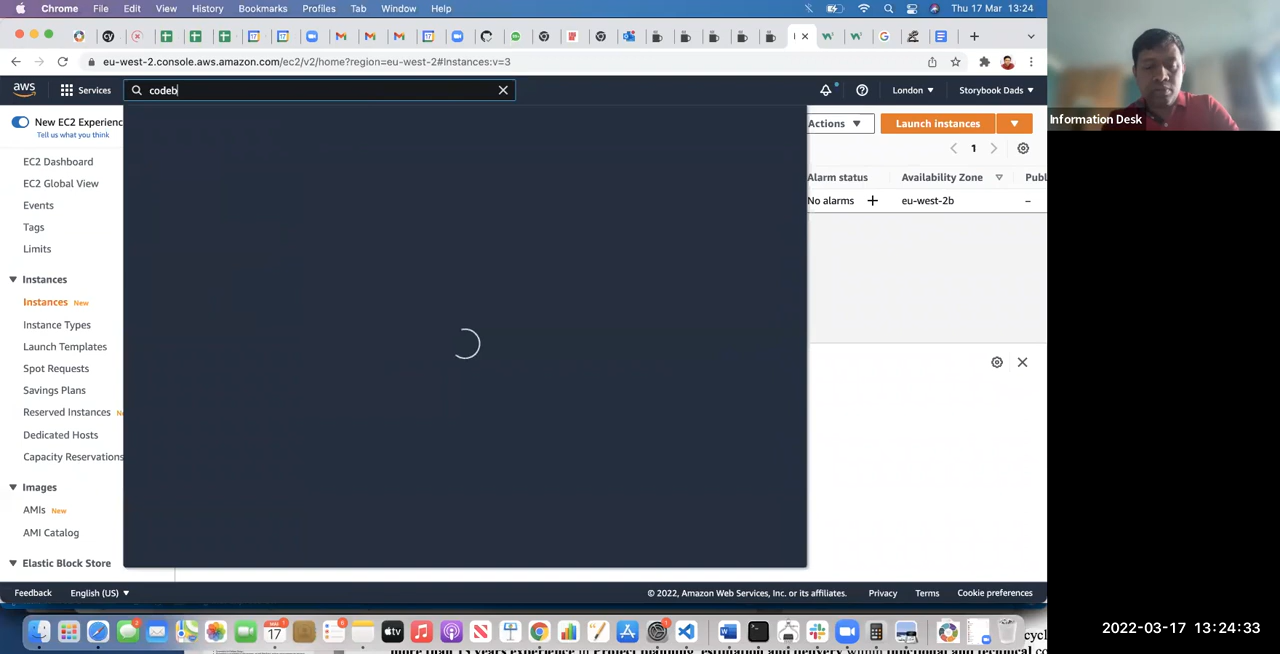 Chrome File Edit View History Bookmarks Profiles Tab Window Help Thu 17 Mar 13:24
eu-west-2.console.aws.amazon.com/ec2/v2/home?region=eu-west-2#Instances:v=3
aws Services codeb London Storybook Dads
New EC2 Experienc
Tell us what you think
Actions Launch instances
1
EC2 Dashboard
EC2 Global View
Events
Tags
Limits
Instances
Instances New
Instance Types
Launch Templates
Spot Requests
Savings Plans
Reserved Instances
Dedicated Hosts
Capacity Reservations
Images
AMIs New
AMI Catalog
Elastic Block Store
Alarm status Availability Zone Publ
No alarms eu-west-2b –
Feedback English (US) © 2022, Amazon Web Services, Inc. or its affiliates. Privacy Terms Cookie preferences
Information Desk
2022-03-17 13:24:33